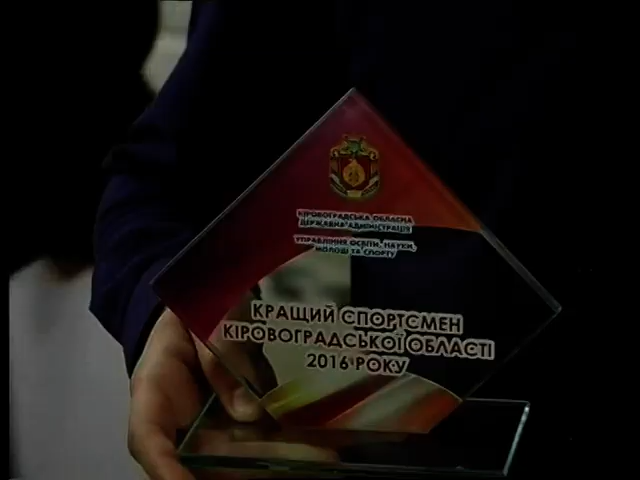 КІРОВОГРАДСЬКА ОБЛАСНА
ДЕРЖАВНА АДМІНІСТРАЦІЯ
УПРАВЛІННЯ ОСВІТИ, НАУКИ,
МОЛОДІ ТА СПОРТУ
КРАЩИЙ СПОРТСМЕН
КІРОВОГРАДСЬКОЇ ОБЛАСТІ
2016 РОКУ